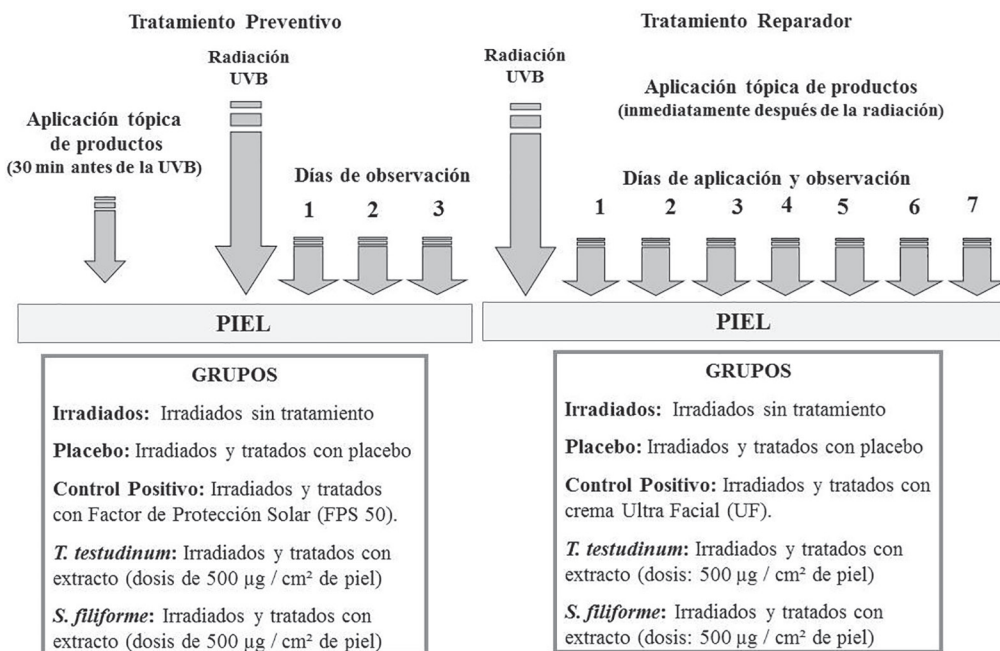 Tratamiento Preventivo
Radiación
UVB
Aplicación tópica
de productos
(30 min antes de la UVB)
Días de observación
1 2 3
PIEL
GRUPOS
Irradiados: Irradiados sin tratamiento
Placebo: Irradiados y tratados con placebo
Control Positivo: Irradiados y tratados
con Factor de Protección Solar (FPS 50).
T. testudinum: Irradiados y tratados con
extracto (dosis de 500 µg / cm² de piel)
S. filiforme: Irradiados y tratados con
extracto (dosis de 500 µg / cm² de piel)
Tratamiento Reparador
Radiación
UVB
Aplicación tópica de productos
(inmediatamente después de la radiación)
Días de aplicación y observación
1 2 3 4 5 6 7
PIEL
GRUPOS
Irradiados: Irradiados sin tratamiento
Placebo: Irradiados y tratados con placebo
Control Positivo: Irradiados y tratados con
crema Ultra Facial (UF).
T. testudinum: Irradiados y tratados con
extracto (dosis: 500 µg / cm² de piel)
S. filiforme: Irradiados y tratados con
extracto (dosis: 500 µg / cm² de piel)